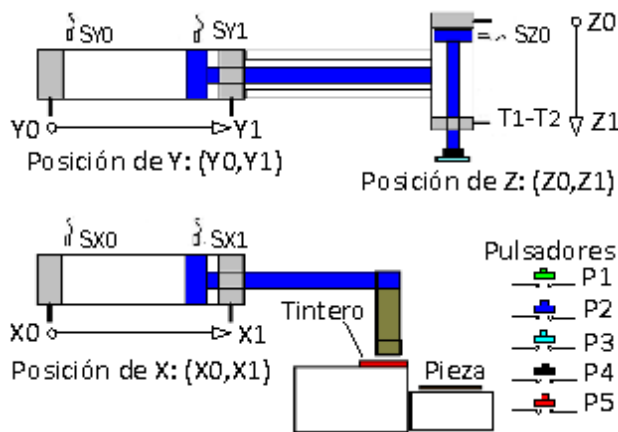 SY0
SY1
SZ0
Z0
T1-T2
Z1
Y0
Y1
Posición de Y: (Y0,Y1)
Posición de Z: (Z0,Z1)
SX0
SX1
Pulsadores
P1
P2
P3
P4
P5
Tintero
X0
X1
Posición de X: (X0,X1)
Pieza